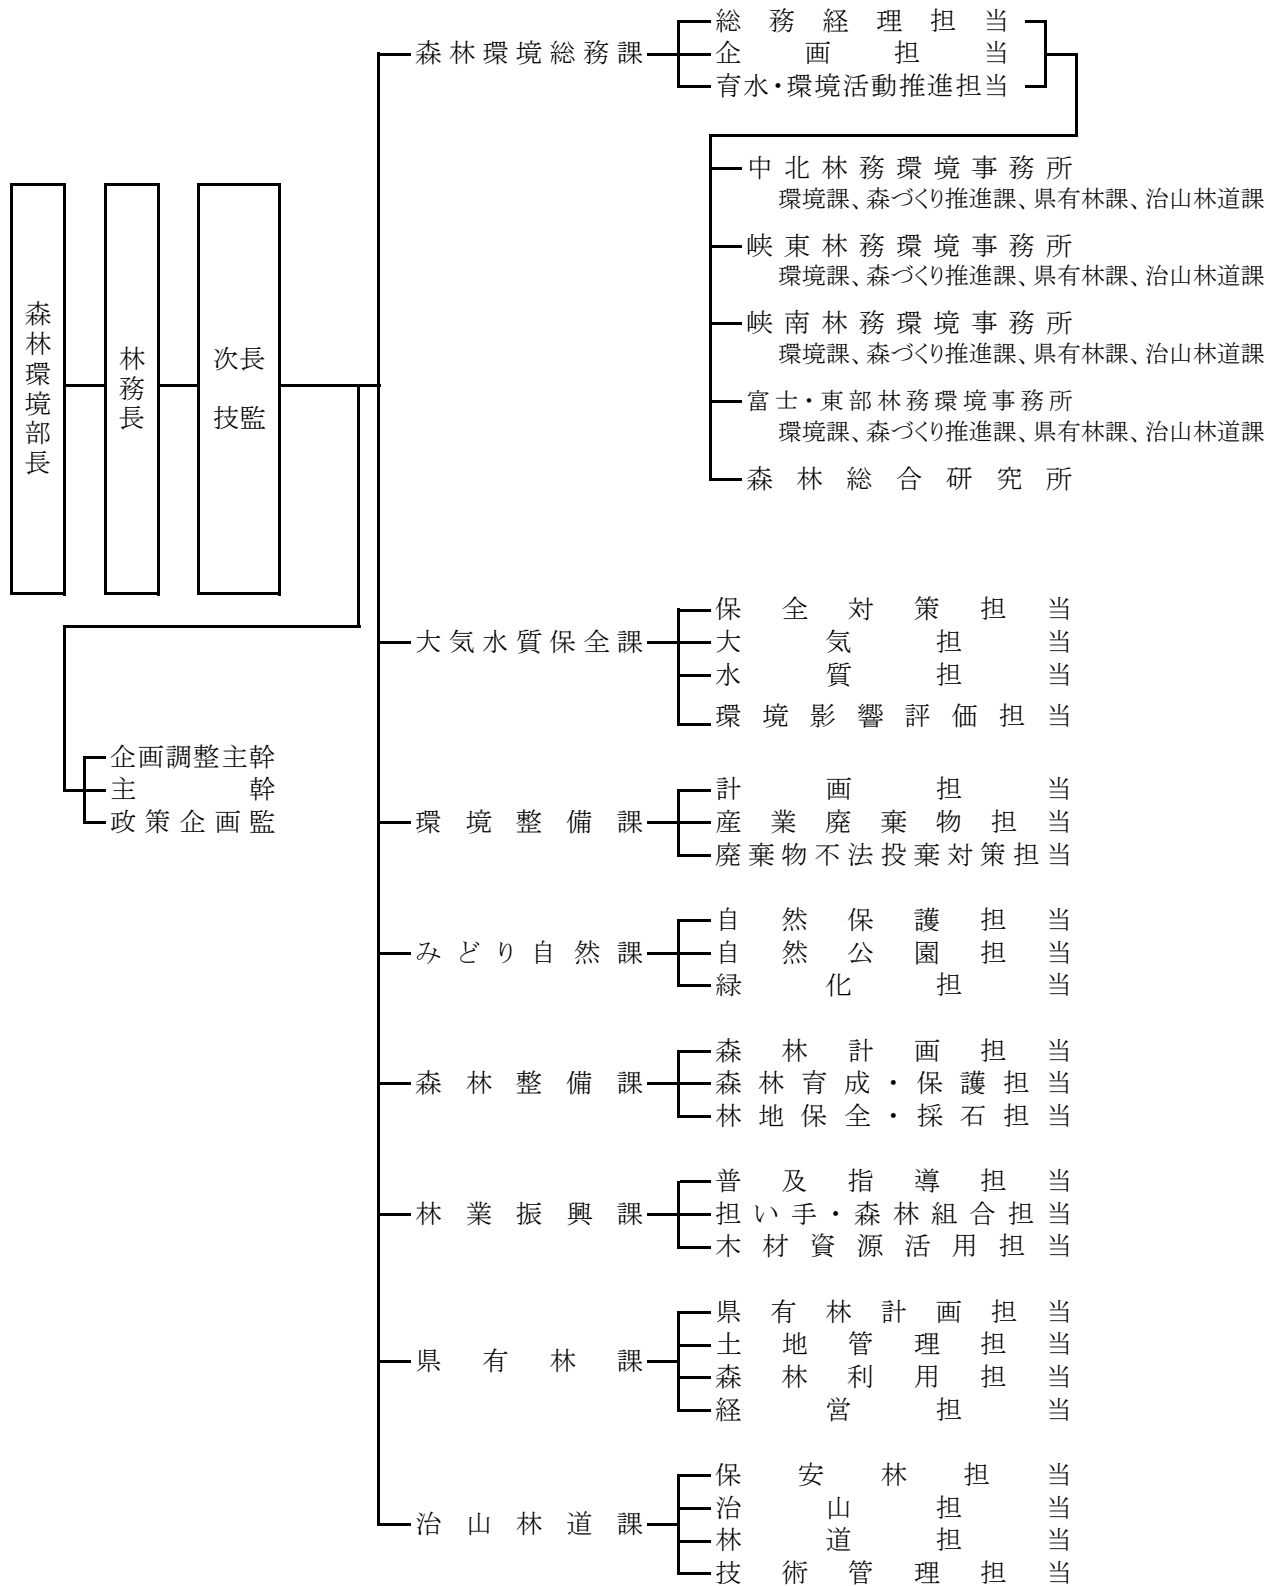 森林環境部長
林務長
次長
技監
企画調整主幹
主幹
政策企画監
森林環境総務課
総務経理担当
企画担当
育水・環境活動推進担当
中北林務環境事務所
環境課、森づくり推進課、県有林課、治山林道課
峡東林務環境事務所
環境課、森づくり推進課、県有林課、治山林道課
峡南林務環境事務所
環境課、森づくり推進課、県有林課、治山林道課
富士・東部林務環境事務所
環境課、森づくり推進課、県有林課、治山林道課
森林総合研究所
大気水質保全課
保全対策担当
大気担当
水質担当
環境影響評価担当
環境整備課
計画担当
産業廃棄物担当
廃棄物不法投棄対策担当
みどり自然課
自然保護担当
自然公園担当
緑化担当
森林整備課
森林計画担当
森林育成・保護担当
林地保全・採石担当
林業振興課
普及指導担当
担い手・森林組合担当
木材資源活用担当
県有林課
県有林計画担当
土地管理担当
森林利用担当
経営担当
治山林道課
保安林担当
治山担当
林道担当
技術管理担当